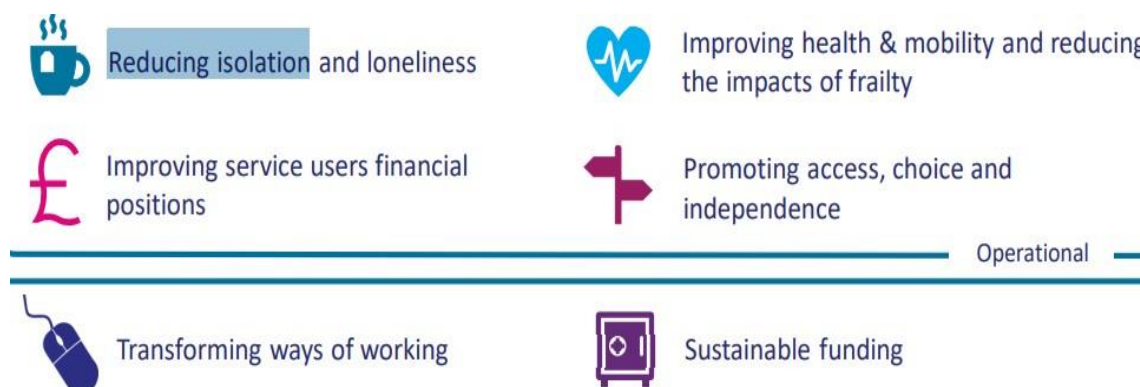 Reducing isolation and loneliness
Improving health & mobility and reducing
the impacts of frailty
Improving service users financial
positions
Promoting access, choice and
independence
Operational
Transforming ways of working
Sustainable funding